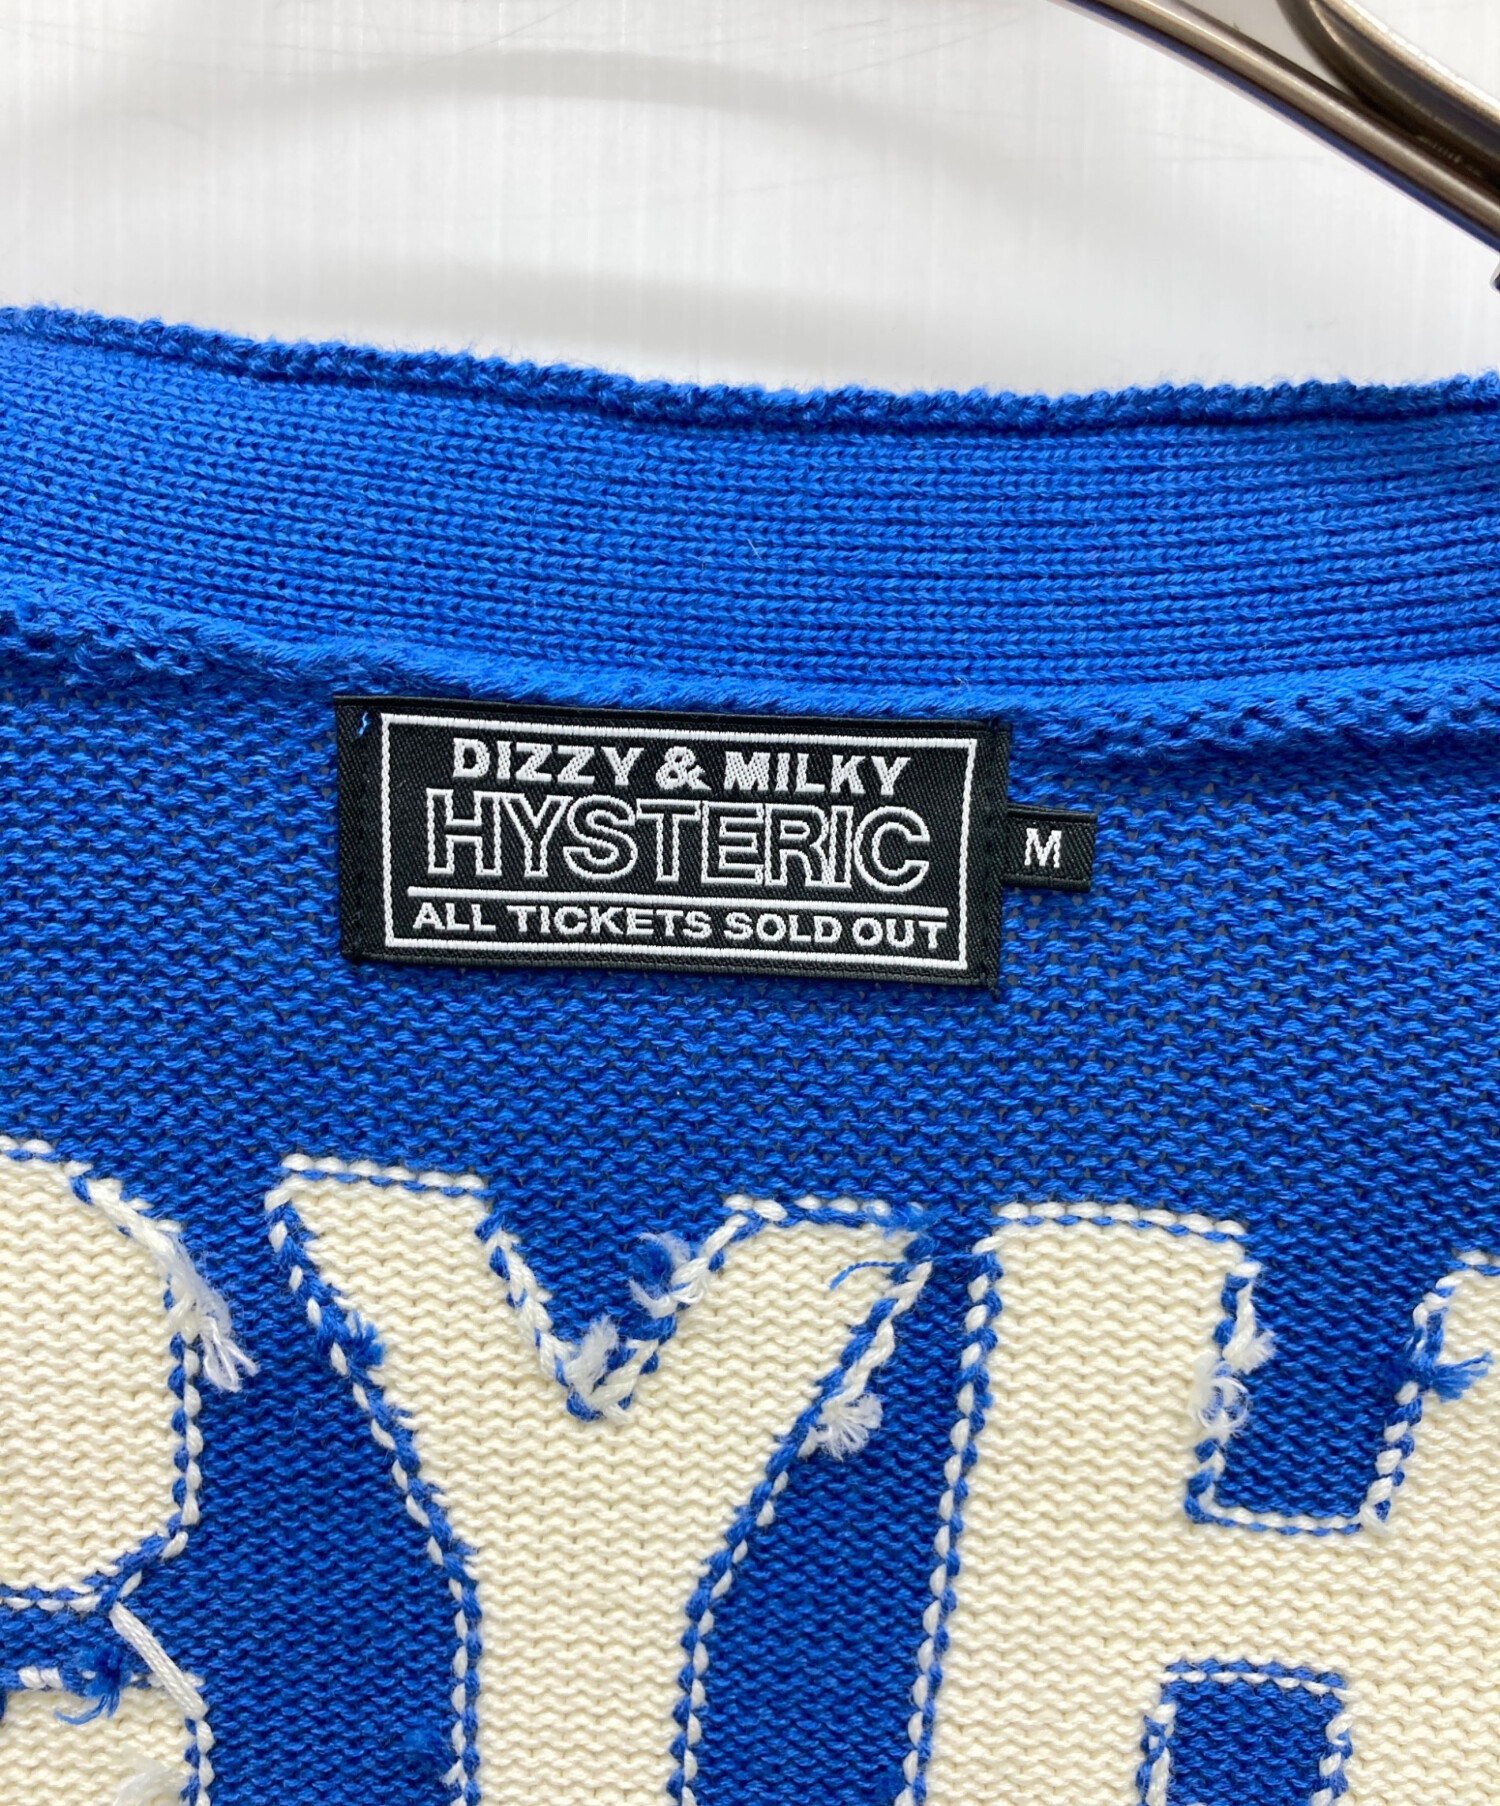 DIZZY & MILKY
HYSTERIC
ALL TICKETS SOLD OUT
M